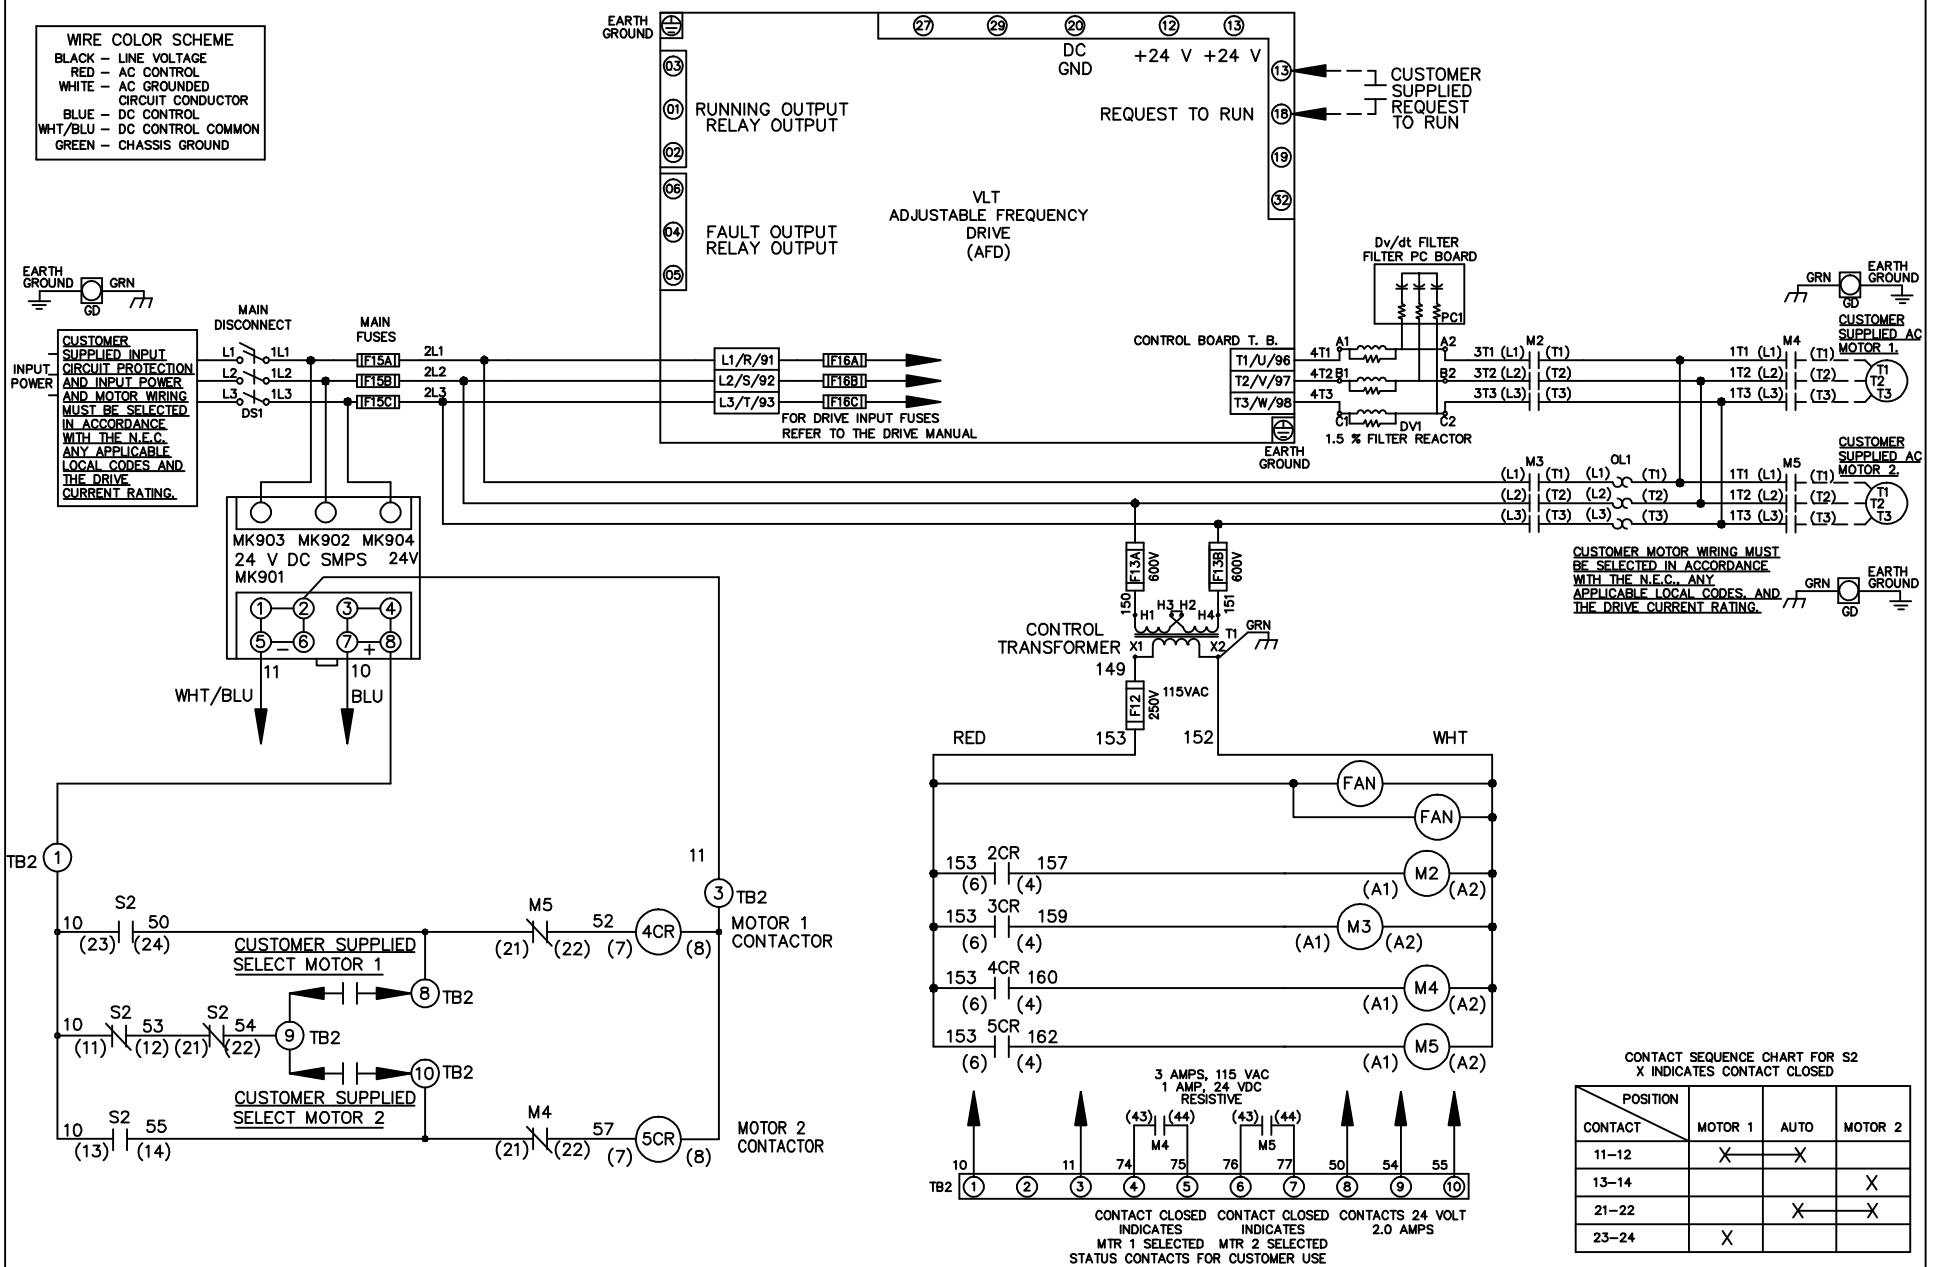 WIRE COLOR SCHEME
BLACK – LINE VOLTAGE
RED – AC CONTROL
WHITE – AC GROUNDED
CIRCUIT CONDUCTOR
BLUE – DC CONTROL
WHT/BLU – DC CONTROL COMMON
GREEN – CHASSIS GROUND
EARTH
GROUND
27 29 20 12 13
DC
GND
+24 V +24 V
03
01
02
RUNNING OUTPUT
RELAY OUTPUT
06
04
05
FAULT OUTPUT
RELAY OUTPUT
VLT
ADJUSTABLE FREQUENCY
DRIVE
(AFD)
REQUEST TO RUN
13
18
19
32
CUSTOMER
SUPPLIED
REQUEST
TO RUN
Dv/dt FILTER
FILTER PC BOARD
PC1
EARTH
GROUND
GRN
GD
INPUT
POWER
CUSTOMER
SUPPLIED INPUT
CIRCUIT PROTECTION
AND INPUT POWER
AND MOTOR WIRING
MUST BE SELECTED
IN ACCORDANCE
WITH THE N.E.C.
ANY APPLICABLE
LOCAL CODES AND
THE DRIVE
CURRENT RATING.
MAIN
DISCONNECT
L1 1L1
L2 1L2
L3 1L3
DS1
MAIN
FUSES
F15A 2L1
F15B 2L2
F15C 2L3
L1/R/91 F16A
L2/S/92 F16B
L3/T/93 F16C
FOR DRIVE INPUT FUSES
REFER TO THE DRIVE MANUAL
CONTROL BOARD T. B.
T1/U/96 4T1 A1 A2
T2/V/97 4T2 B1 B2
T3/W/98 4T3 C1 C2
DV1
1.5 % FILTER REACTOR
EARTH
GROUND
M2
3T1 (L1) (T1)
3T2 (L2) (T2)
3T3 (L3) (T3)
M4
1T1 (L1) (T1)
1T2 (L2) (T2)
1T3 (L3) (T3)
GRN
GD
EARTH
GROUND
CUSTOMER
SUPPLIED AC
MOTOR 1.
T1
T2
T3
M3 OL1
(L1) (T1) (L1) (T1)
(L2) (T2) (L2) (T2)
(L3) (T3) (L3) (T3)
M5
1T1 (L1) (T1)
1T2 (L2) (T2)
1T3 (L3) (T3)
CUSTOMER
SUPPLIED AC
MOTOR 2.
T1
T2
T3
CUSTOMER MOTOR WIRING MUST
BE SELECTED IN ACCORDANCE
WITH THE N.E.C., ANY
APPLICABLE LOCAL CODES, AND
THE DRIVE CURRENT RATING.
GRN
GD
EARTH
GROUND
MK903 MK902 MK904
24 V DC SMPS 24V
MK901
1 2 3 4
5 – 6 7 + 8
11 10
WHT/BLU BLU
F13A 600V
F13B 600V
150 151
H1 H3 H2 H4
CONTROL
TRANSFORMER
X1 X2 T1 GRN
149
F12 250V
115VAC
153 152
RED WHT
FAN
FAN
153 2CR 157
(6) (4) (A1) M2 (A2)
153 3CR 159
(6) (4) (A1) M3 (A2)
153 4CR 160
(6) (4) (A1) M4 (A2)
153 5CR 162
(6) (4) (A1) M5 (A2)
TB2 1
11
3 TB2
10 S2 50
(23) (24)
M5 52
(21) (22) (7) 4CR (8)
MOTOR 1
CONTACTOR
CUSTOMER SUPPLIED
SELECT MOTOR 1
8 TB2
10 S2 53 S2 54
(11) (12) (21) (22)
9 TB2
10 TB2
CUSTOMER SUPPLIED
SELECT MOTOR 2
10 S2 55
(13) (14)
M4 57
(21) (22) (7) 5CR (8)
MOTOR 2
CONTACTOR
3 AMPS, 115 VAC
1 AMP, 24 VDC
RESISTIVE
(43) (44) (43) (44)
M4 M5
10 11 74 75 76 77 50 54 55
TB2 1 2 3 4 5 6 7 8 9 10
CONTACT CLOSED
INDICATES
MTR 1 SELECTED
CONTACT CLOSED
INDICATES
MTR 2 SELECTED
STATUS CONTACTS FOR CUSTOMER USE
CONTACTS 24 VOLT
2.0 AMPS
CONTACT SEQUENCE CHART FOR S2
X INDICATES CONTACT CLOSED
POSITION
CONTACT MOTOR 1 AUTO MOTOR 2
11–12 X X
13–14 X
21–22 X X
23–24 X